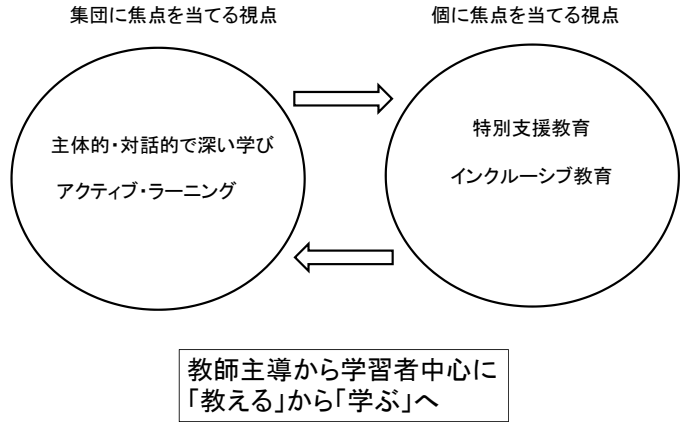 集団に焦点を当てる視点
個に焦点を当てる視点
主体的・対話的で深い学び
アクティブ・ラーニング
特別支援教育
インクルーシブ教育
教師主導から学習者中心に
｢教える｣から｢学ぶ｣へ